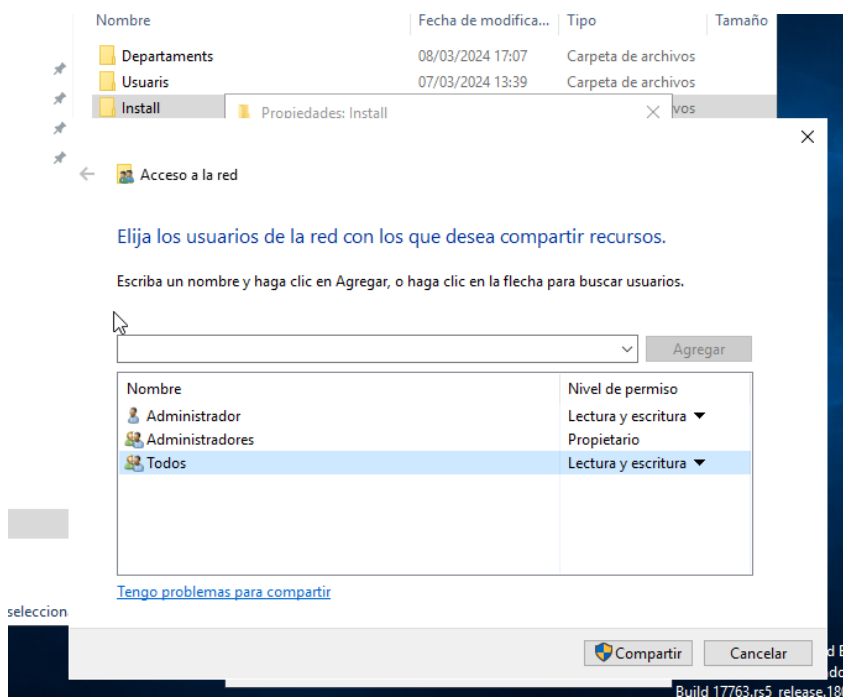 Nombre Fecha de modifica... Tipo Tamaño
Departaments 08/03/2024 17:07 Carpeta de archivos
Usuaris 07/03/2024 13:39 Carpeta de archivos
Install vos
Propiedades: Install
Acceso a la red
Elija los usuarios de la red con los que desea compartir recursos.
Escriba un nombre y haga clic en Agregar, o haga clic en la flecha para buscar usuarios.
Agregar
Nombre Nivel de permiso
Administrador Lectura y escritura
Administradores Propietario
Todos Lectura y escritura
Tengo problemas para compartir
seleccion
Compartir Cancelar
Build 17763.rs5_release.18